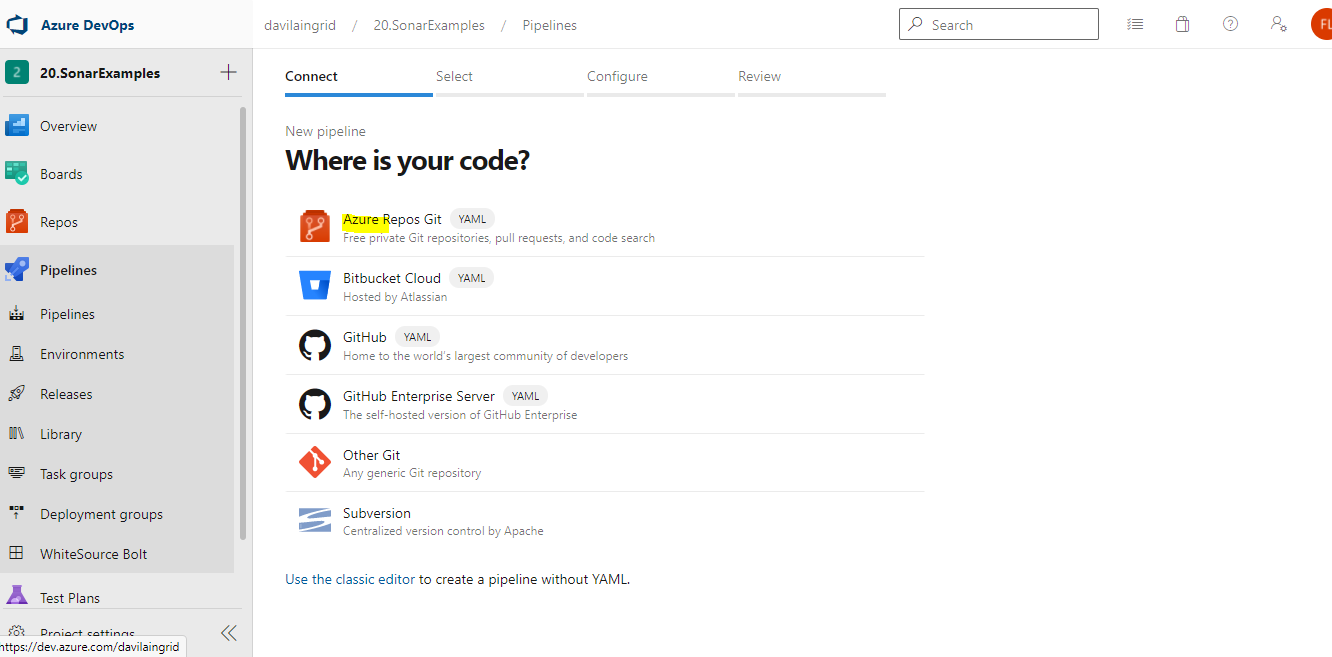 Azure DevOps
davilaingrid / 20.SonarExamples / Pipelines
Search
FL
2 20.SonarExamples
Overview
Boards
Repos
Pipelines
Pipelines
Environments
Releases
Library
Task groups
Deployment groups
WhiteSource Bolt
Test Plans
Project settings
https://dev.azure.com/davilaingrid
Connect
Select
Configure
Review
New pipeline
Where is your code?
Azure Repos Git YAML
Free private Git repositories, pull requests, and code search
Bitbucket Cloud YAML
Hosted by Atlassian
GitHub YAML
Home to the world's largest community of developers
GitHub Enterprise Server YAML
The self-hosted version of GitHub Enterprise
Other Git
Any generic Git repository
Subversion
Centralized version control by Apache
Use the classic editor to create a pipeline without YAML.